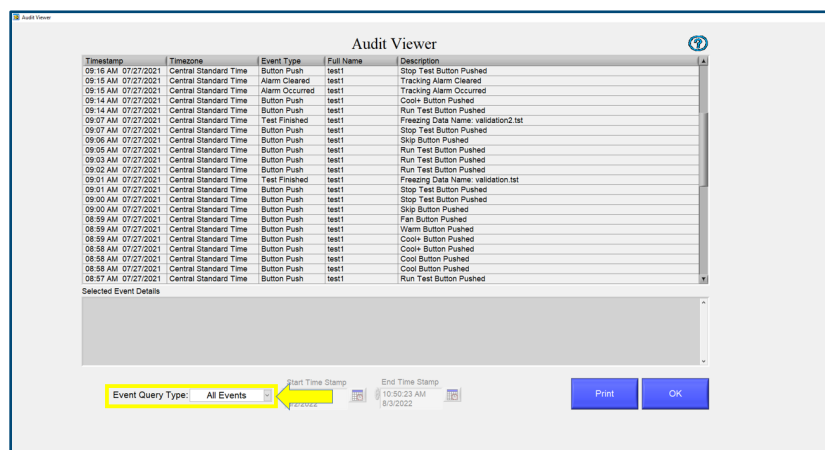 Audit Viewer
Audit Viewer
?
Timestamp Timezone Event Type Full Name Description
09:16 AM 07/27/2021 Central Standard Time Button Push test1 Stop Test Button Pushed
09:15 AM 07/27/2021 Central Standard Time Alarm Cleared test1 Tracking Alarm Cleared
09:15 AM 07/27/2021 Central Standard Time Alarm Occurred test1 Tracking Alarm Occurred
09:14 AM 07/27/2021 Central Standard Time Button Push test1 Cool+ Button Pushed
09:14 AM 07/27/2021 Central Standard Time Button Push test1 Run Test Button Pushed
09:07 AM 07/27/2021 Central Standard Time Test Finished test1 Freezing Data Name: validation2.tst
09:07 AM 07/27/2021 Central Standard Time Button Push test1 Stop Test Button Pushed
09:06 AM 07/27/2021 Central Standard Time Button Push test1 Skip Button Pushed
09:05 AM 07/27/2021 Central Standard Time Button Push test1 Run Test Button Pushed
09:03 AM 07/27/2021 Central Standard Time Button Push test1 Run Test Button Pushed
09:02 AM 07/27/2021 Central Standard Time Button Push test1 Run Test Button Pushed
09:01 AM 07/27/2021 Central Standard Time Test Finished test1 Freezing Data Name: validation.tst
09:01 AM 07/27/2021 Central Standard Time Button Push test1 Stop Test Button Pushed
09:00 AM 07/27/2021 Central Standard Time Button Push test1 Stop Test Button Pushed
09:00 AM 07/27/2021 Central Standard Time Button Push test1 Skip Button Pushed
08:59 AM 07/27/2021 Central Standard Time Button Push test1 Fan Button Pushed
08:59 AM 07/27/2021 Central Standard Time Button Push test1 Warm Button Pushed
08:59 AM 07/27/2021 Central Standard Time Button Push test1 Cool+ Button Pushed
08:58 AM 07/27/2021 Central Standard Time Button Push test1 Cool+ Button Pushed
08:58 AM 07/27/2021 Central Standard Time Button Push test1 Cool Button Pushed
08:58 AM 07/27/2021 Central Standard Time Button Push test1 Cool Button Pushed
08:57 AM 07/27/2021 Central Standard Time Button Push test1 Run Test Button Pushed
Selected Event Details
Start Time Stamp End Time Stamp
Event Query Type: All Events 10:50:23 AM Print OK
8/3/2022